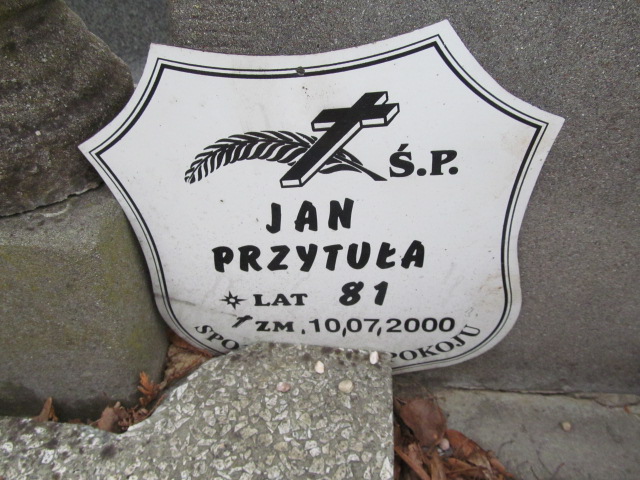 Ś.P.
JAN
PRZYTUŁA
LAT 81
ZM. 10,07,2000
POKOJU